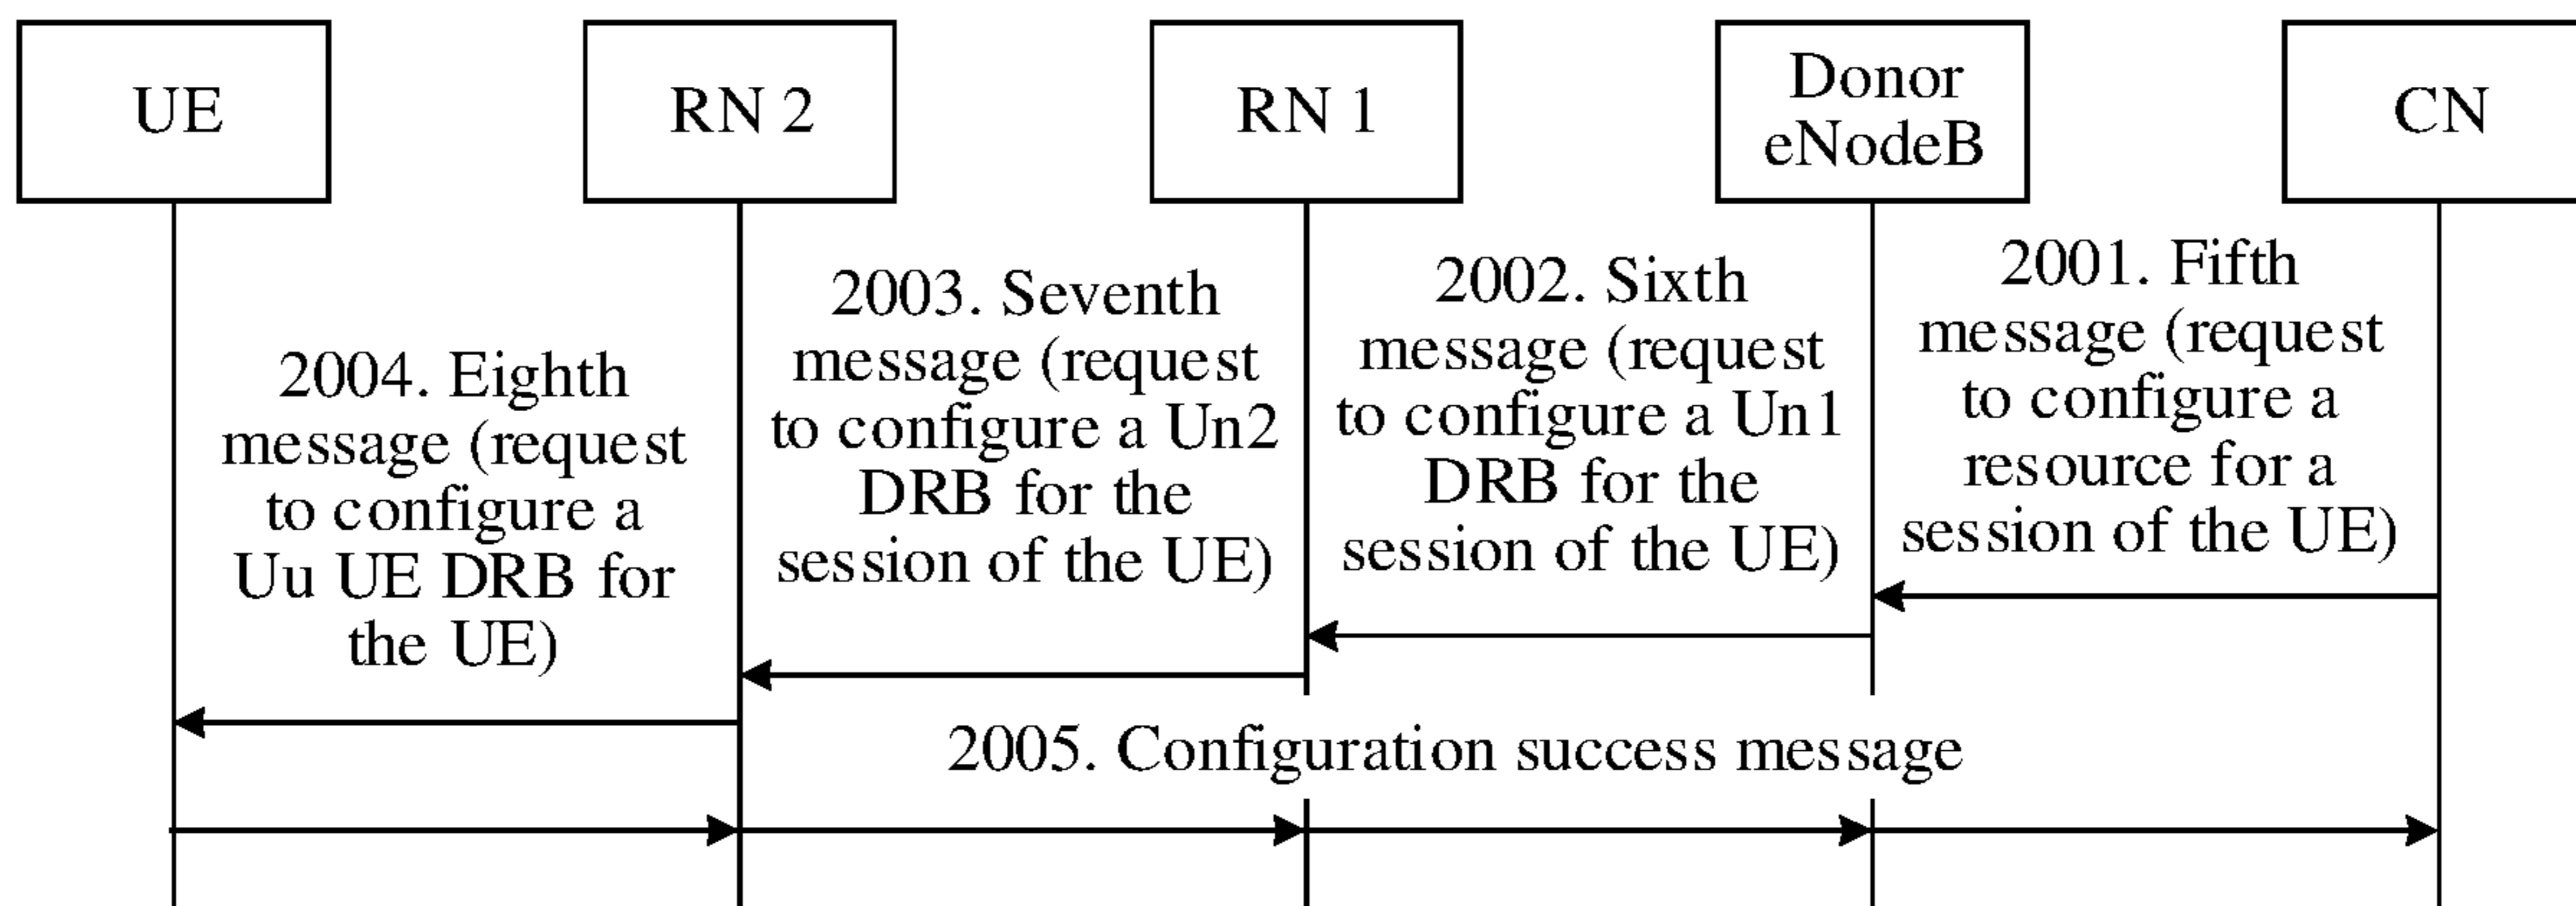 UE
RN 2
RN 1
Donor
eNodeB
CN
2001. Fifth
message (request
to configure a
resource for a
session of the UE)
2002. Sixth
message (request
to configure a Un1
DRB for the
session of the UE)
2003. Seventh
message (request
to configure a Un2
DRB for the
session of the UE)
2004. Eighth
message (request
to configure a
Uu UE DRB for
the UE)
2005. Configuration success message